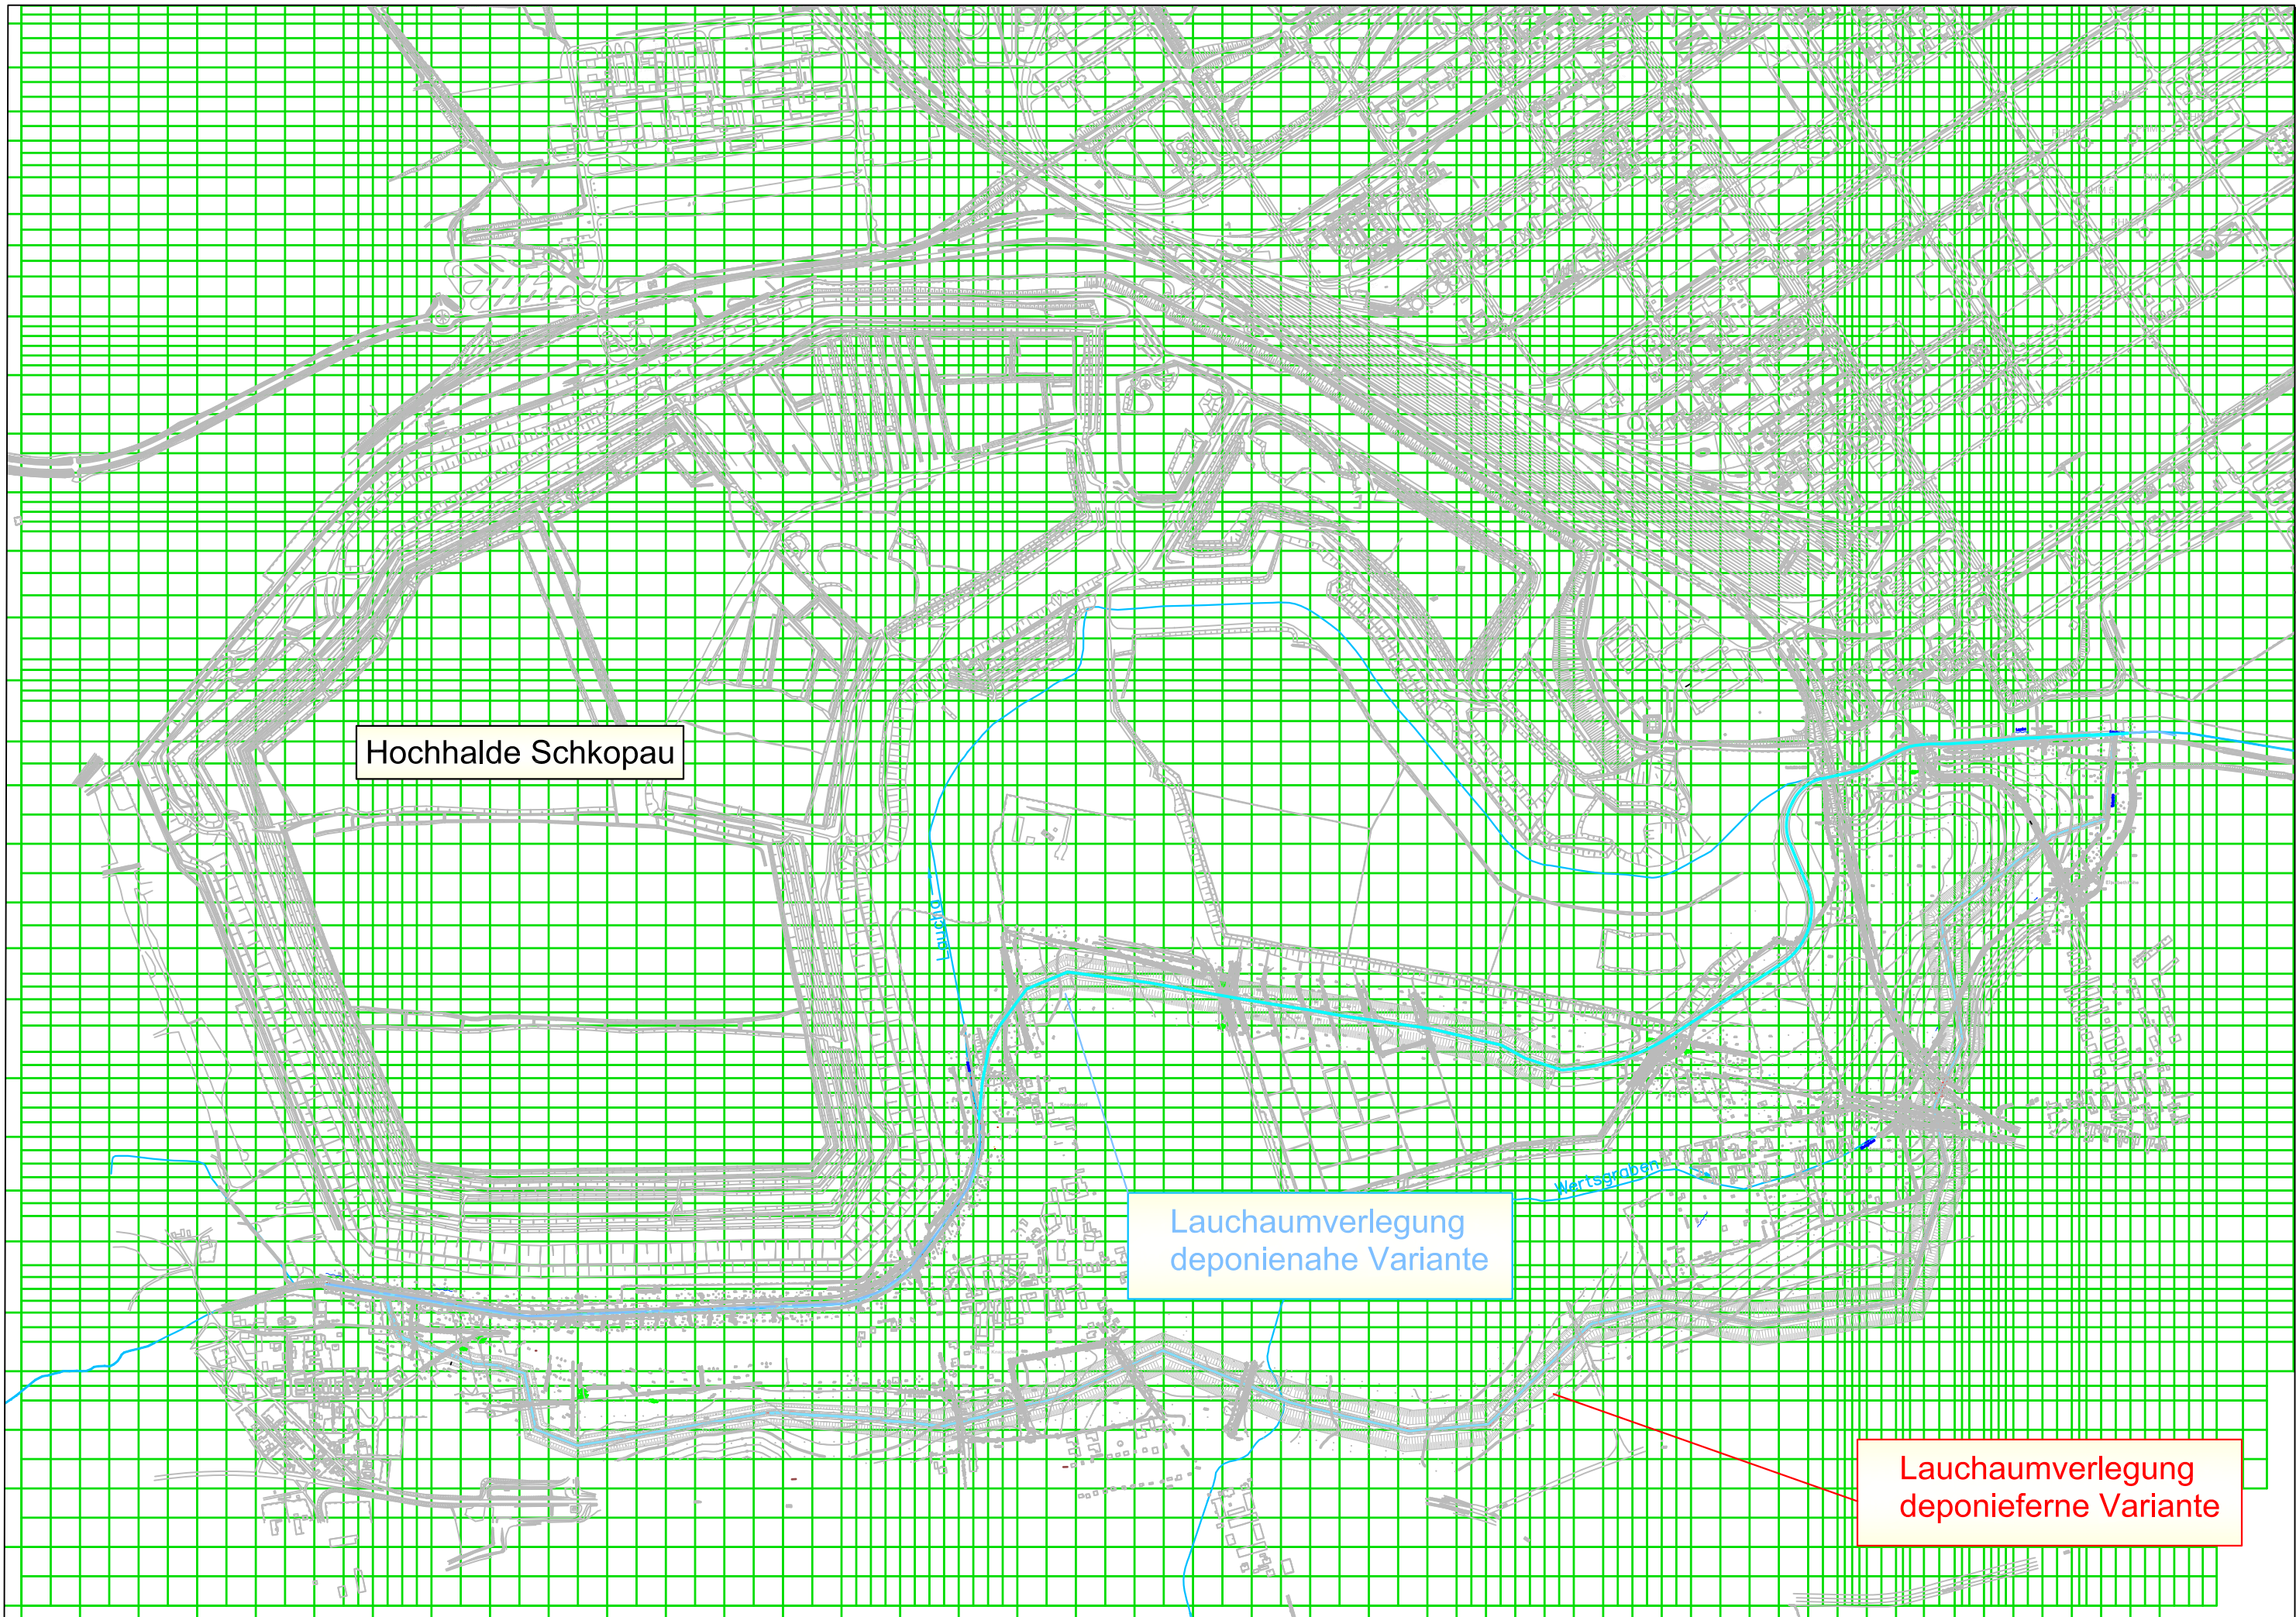 Hochhalde Schkopau
Laucha
Wertsgraben
Lauchaumverlegung
deponienahe Variante
Lauchaumverlegung
deponieferne Variante